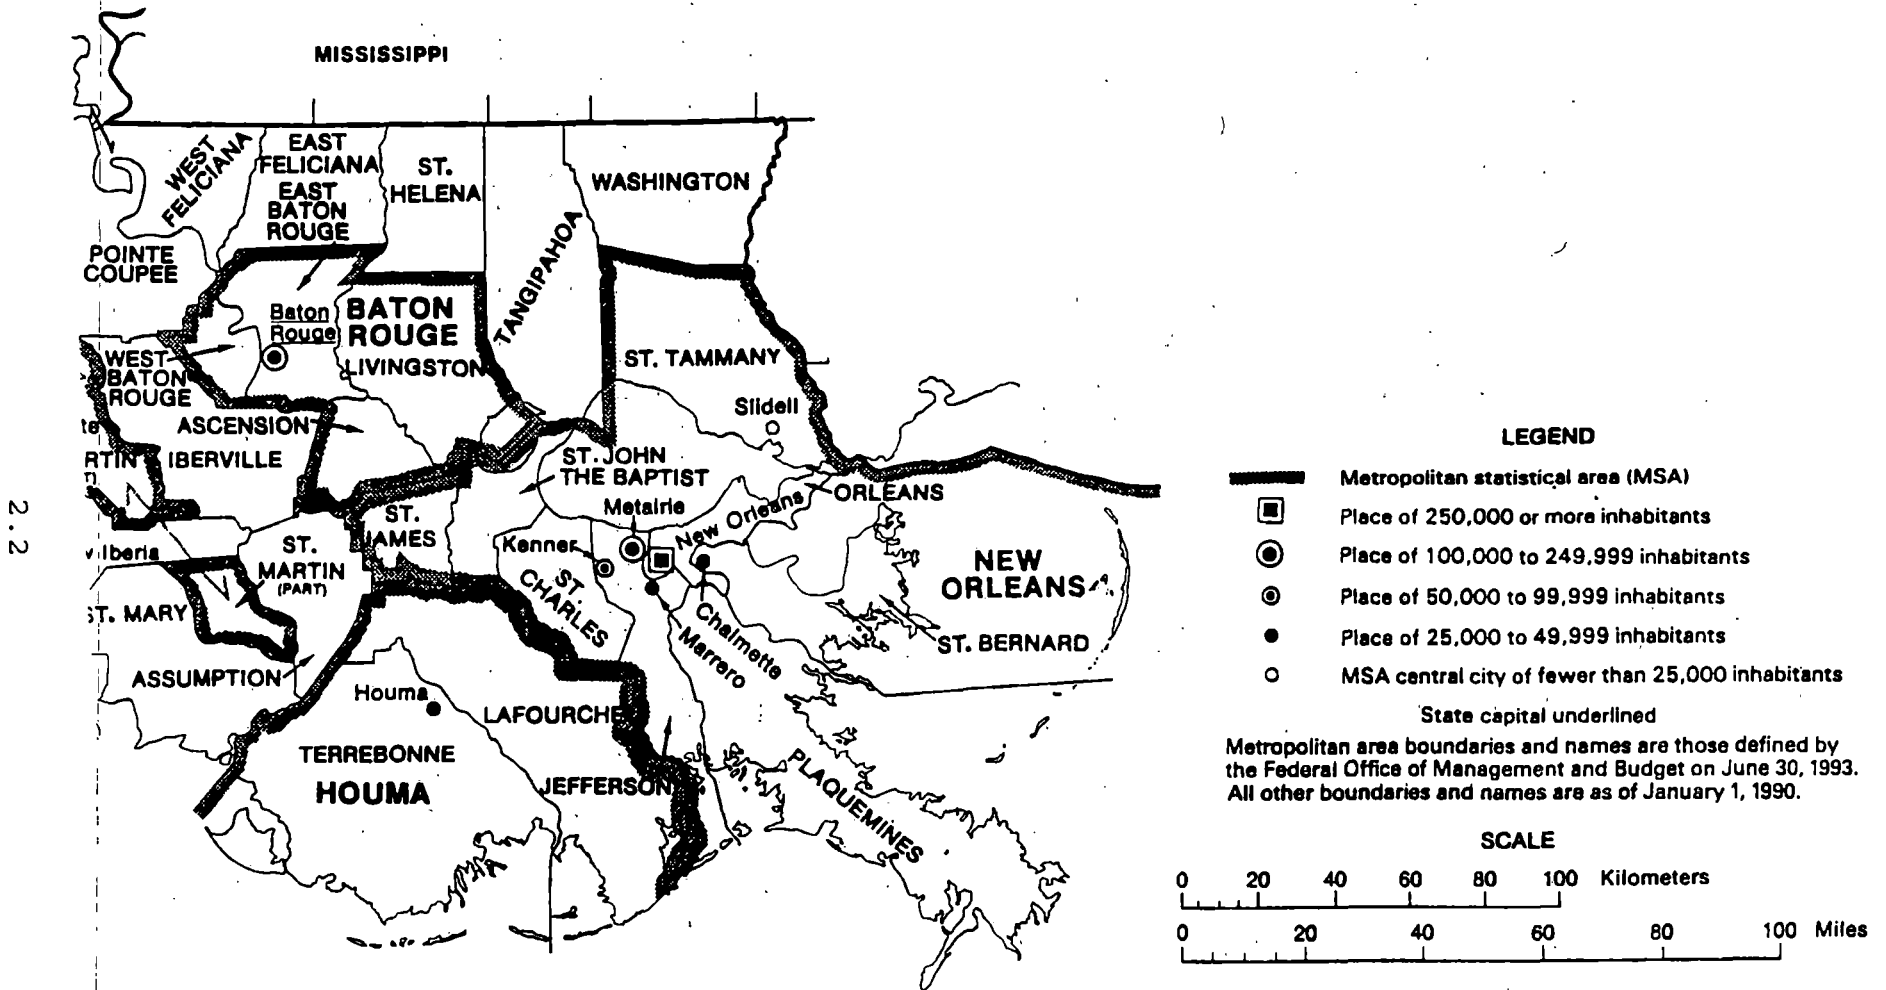 MISSISSIPPI
WEST
FELICIANA
EAST
FELICIANA
EAST
BATON
ROUGE
ST.
HELENA
WASHINGTON
TANGIPAHOA
POINTE
COUPEE
Baton
Rouge
BATON
ROUGE
LIVINGSTON
WEST
BATON
ROUGE
ST. TAMMANY
Slidell
ASCENSION
IBERVILLE
RTIN
ST. JOHN
THE BAPTIST
ORLEANS
Metairie
New Orleans
ST.
JAMES
Kenner
ST.
CHARLES
NEW
ORLEANS
Iberia
ST.
MARTIN
(PART)
ST. MARY
Chalmette
Marrero
ST. BERNARD
ASSUMPTION
Houma
LAFOURCHE
TERREBONNE
HOUMA
JEFFERSON
PLAQUEMINES
2.2
LEGEND
Metropolitan statistical area (MSA)
Place of 250,000 or more inhabitants
Place of 100,000 to 249,999 inhabitants
Place of 50,000 to 99,999 inhabitants
Place of 25,000 to 49,999 inhabitants
MSA central city of fewer than 25,000 inhabitants
State capital underlined
Metropolitan area boundaries and names are those defined by
the Federal Office of Management and Budget on June 30, 1993.
All other boundaries and names are as of January 1, 1990.
SCALE
0 20 40 60 80 100 Kilometers
0 20 40 60 80 100 Miles